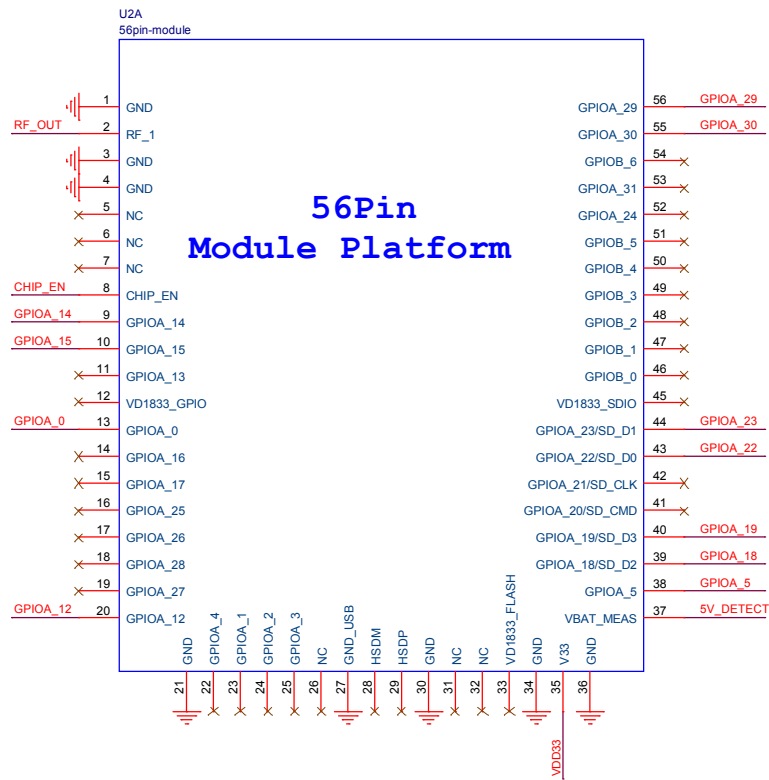 U2A
56pin-module
56Pin
Module Platform
1 GND
RF_OUT 2 RF_1
3 GND
4 GND
5 NC
6 NC
7 NC
CHIP_EN 8 CHIP_EN
GPIOA_14 9 GPIOA_14
GPIOA_15 10 GPIOA_15
11 GPIOA_13
12 VD1833_GPIO
GPIOA_0 13 GPIOA_0
14 GPIOA_16
15 GPIOA_17
16 GPIOA_25
17 GPIOA_26
18 GPIOA_28
19 GPIOA_27
GPIOA_12 20 GPIOA_12
GND 21
GPIOA_4 22
GPIOA_1 23
GPIOA_2 24
GPIOA_3 25
NC 26
GND_USB 27
HSDM 28
HSDP 29
GND 30
NC 31
NC 32
VD1833_FLASH 33
GND 34
V33 35 VDD33
GND 36
GPIOA_29 56 GPIOA_29
GPIOA_30 55 GPIOA_30
GPIOB_6 54
GPIOA_31 53
GPIOA_24 52
GPIOB_5 51
GPIOB_4 50
GPIOB_3 49
GPIOB_2 48
GPIOB_1 47
GPIOB_0 46
VD1833_SDIO 45
GPIOA_23/SD_D1 44 GPIOA_23
GPIOA_22/SD_D0 43 GPIOA_22
GPIOA_21/SD_CLK 42
GPIOA_20/SD_CMD 41
GPIOA_19/SD_D3 40 GPIOA_19
GPIOA_18/SD_D2 39 GPIOA_18
GPIOA_5 38 GPIOA_5
VBAT_MEAS 37 5V_DETECT